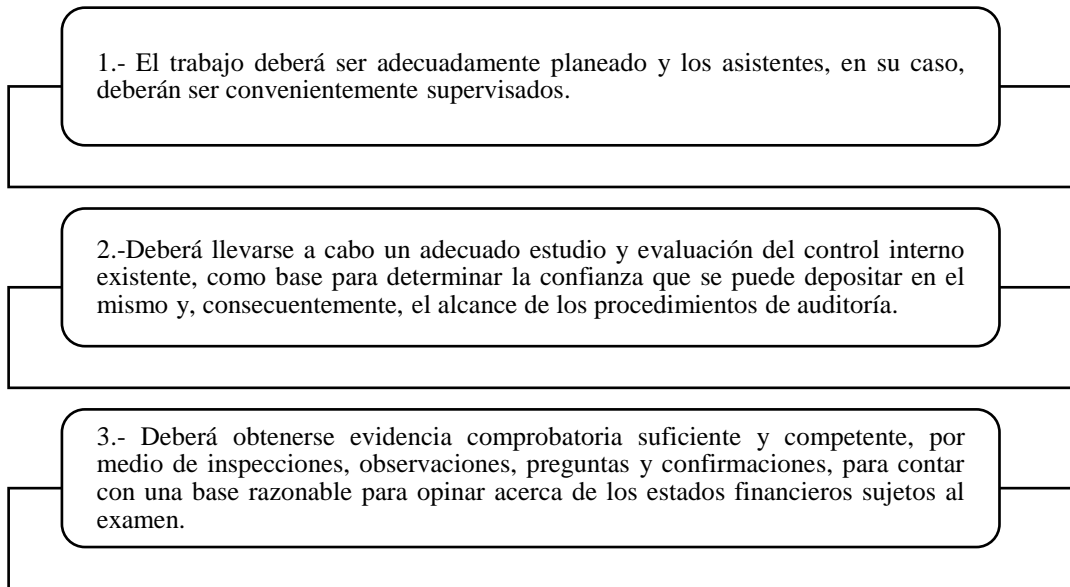 1.- El trabajo deberá ser adecuadamente planeado y los asistentes, en su caso,
deberán ser convenientemente supervisados.
2.-Deberá llevarse a cabo un adecuado estudio y evaluación del control interno
existente, como base para determinar la confianza que se puede depositar en el
mismo y, consecuentemente, el alcance de los procedimientos de auditoría.
3.- Deberá obtenerse evidencia comprobatoria suficiente y competente, por
medio de inspecciones, observaciones, preguntas y confirmaciones, para contar
con una base razonable para opinar acerca de los estados financieros sujetos al
examen.